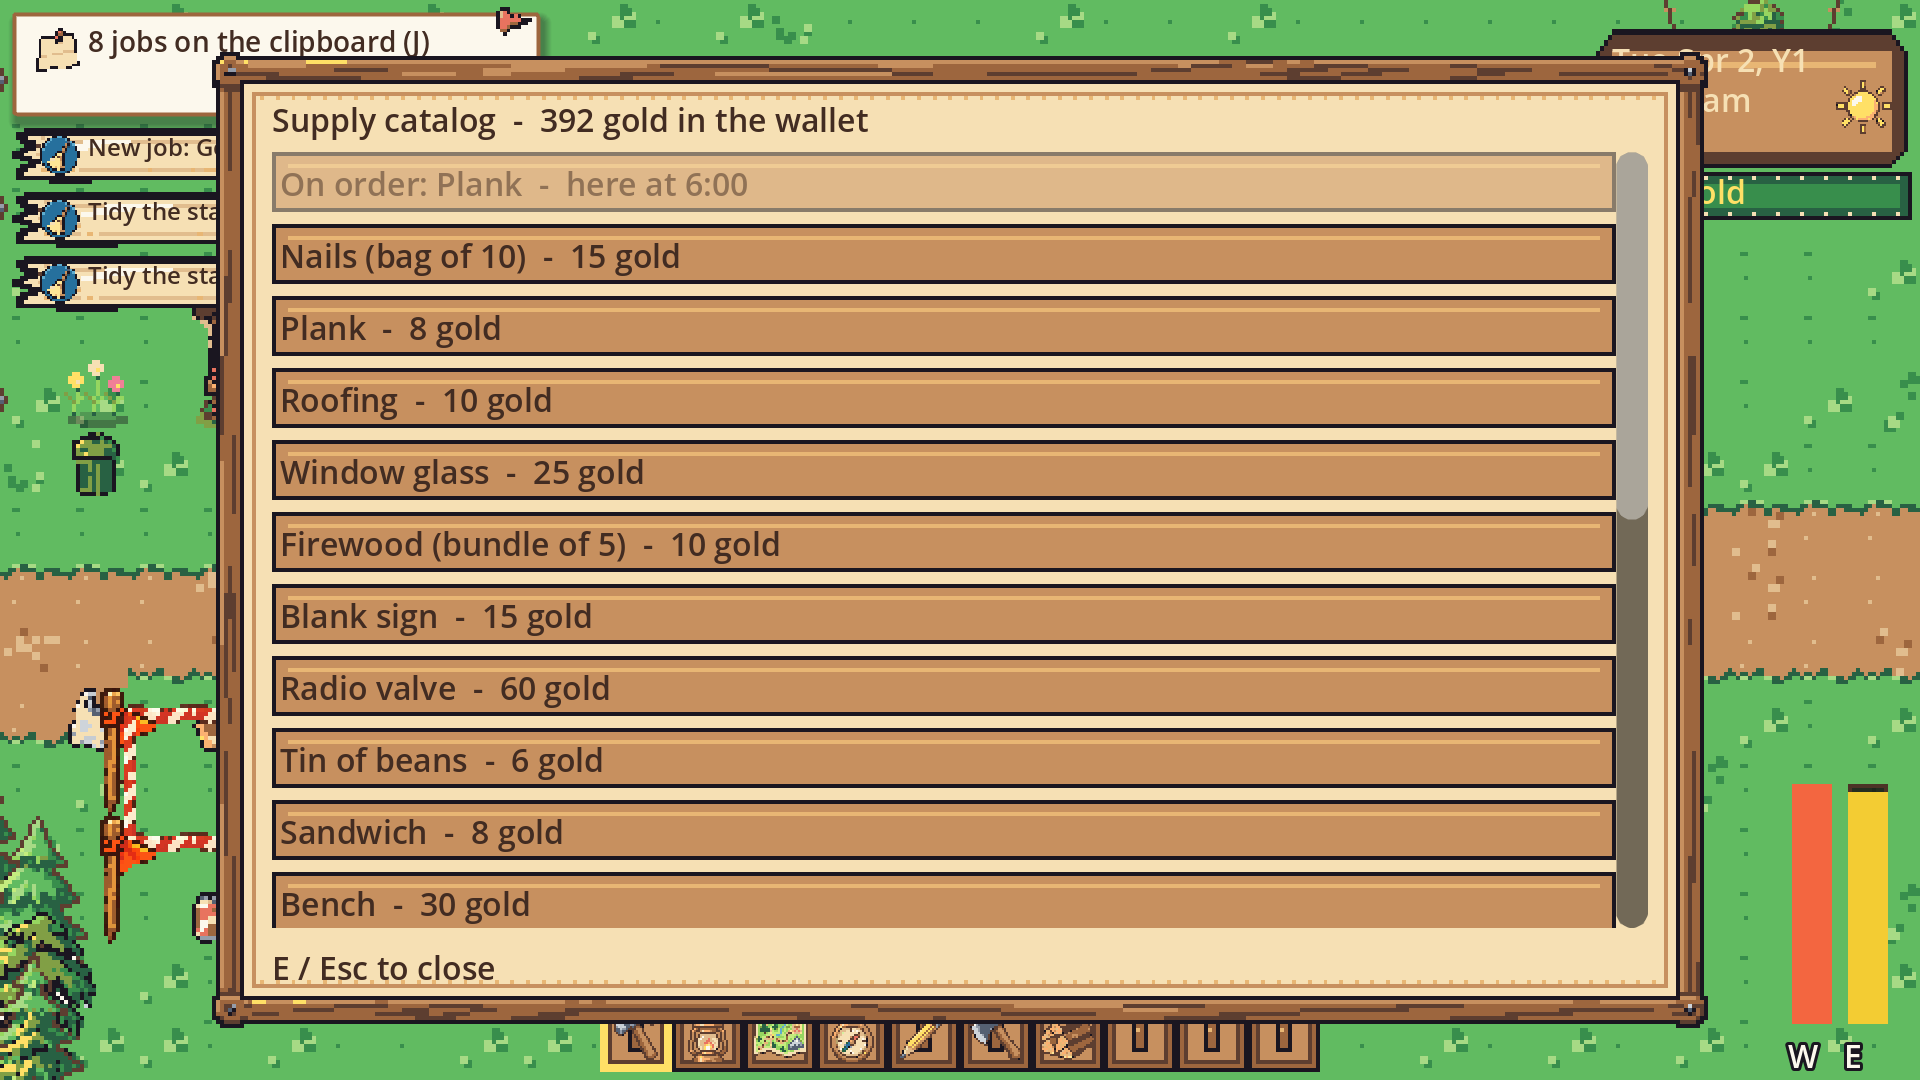 8 jobs on the clipboard (J)
New job:
Tidy the
Tidy the
2, Y1
am
Supply catalog - 392 gold in the wallet
On order: Plank - here at 6:00
Nails (bag of 10) - 15 gold
Plank - 8 gold
Roofing - 10 gold
Window glass - 25 gold
Firewood (bundle of 5) - 10 gold
Blank sign - 15 gold
Radio valve - 60 gold
Tin of beans - 6 gold
Sandwich - 8 gold
Bench - 30 gold
E / Esc to close
W E